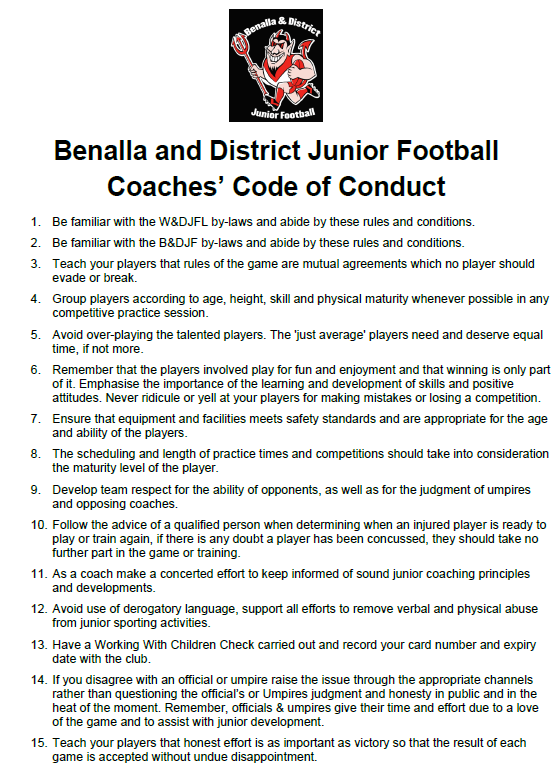 Benalla & District
Junior Football
Benalla and District Junior Football
Coaches’ Code of Conduct
1. Be familiar with the W&DJFL by-laws and abide by these rules and conditions.
2. Be familiar with the B&DJF by-laws and abide by these rules and conditions.
3. Teach your players that rules of the game are mutual agreements which no player should
evade or break.
4. Group players according to age, height, skill and physical maturity whenever possible in any
competitive practice session.
5. Avoid over-playing the talented players. The 'just average' players need and deserve equal
time, if not more.
6. Remember that the players involved play for fun and enjoyment and that winning is only part
of it. Emphasise the importance of the learning and development of skills and positive
attitudes. Never ridicule or yell at your players for making mistakes or losing a competition.
7. Ensure that equipment and facilities meets safety standards and are appropriate for the age
and ability of the players.
8. The scheduling and length of practice times and competitions should take into consideration
the maturity level of the player.
9. Develop team respect for the ability of opponents, as well as for the judgment of umpires
and opposing coaches.
10. Follow the advice of a qualified person when determining when an injured player is ready to
play or train again, if there is any doubt a player has been concussed, they should take no
further part in the game or training.
11. As a coach make a concerted effort to keep informed of sound junior coaching principles
and developments.
12. Avoid use of derogatory language, support all efforts to remove verbal and physical abuse
from junior sporting activities.
13. Have a Working With Children Check carried out and record your card number and expiry
date with the club.
14. If you disagree with an official or umpire raise the issue through the appropriate channels
rather than questioning the official's or Umpires judgment and honesty in public and in the
heat of the moment. Remember, officials & umpires give their time and effort due to a love
of the game and to assist with junior development.
15. Teach your players that honest effort is as important as victory so that the result of each
game is accepted without undue disappointment.